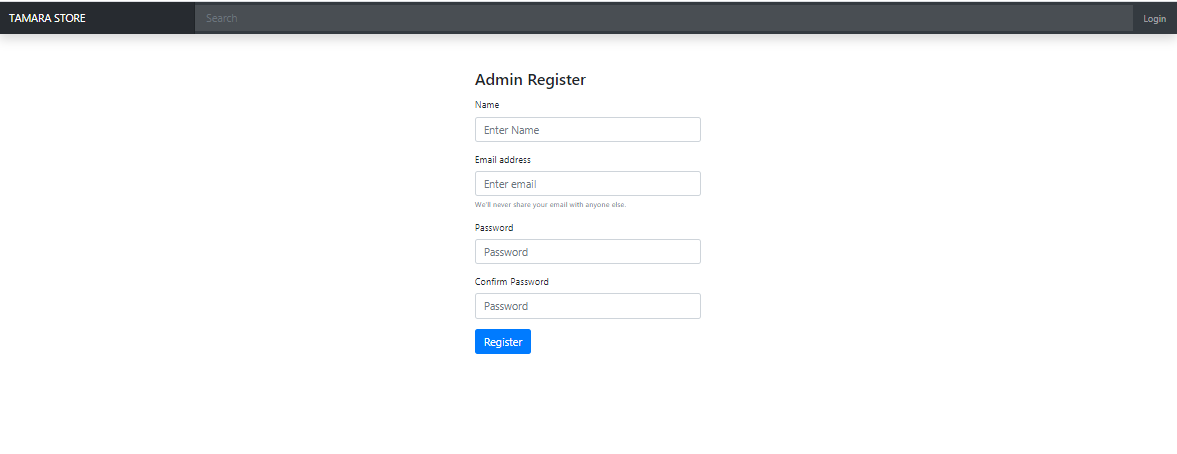 TAMARA STORE
Search
Login
Admin Register
Name
Enter Name
Email address
Enter email
We'll never share your email with anyone else.
Password
Password
Confirm Password
Password
Register